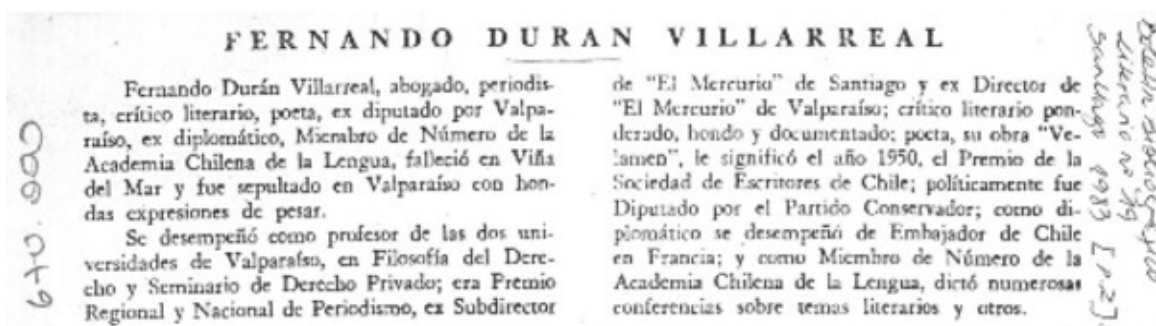 FERNANDO DURAN VILLARREAL
Fernando Durán Villarreal, abogado, periodis-
ta, crítico literario, poeta, ex diputado por Valpa-
raíso, ex diplomático, Miembro de Número de la
Academia Chilena de la Lengua, falleció en Viña
del Mar y fue sepultado en Valparaíso con hon-
das expresiones de pesar.
Se desempeñó como profesor de las dos uni-
versidades de Valparaíso, en Filosofía del Dere-
cho y Seminario de Derecho Privado; era Premio
Regional y Nacional de Periodismo, ex Subdirector
de "El Mercurio" de Santiago y ex Director de
"El Mercurio" de Valparaíso; crítico literario pon-
derado, hondo y documentado; poeta, su obra "Ve-
lamen", le significó el año 1950, el Premio de la
Sociedad de Escritores de Chile; políticamente fue
Diputado por el Partido Conservador; como di-
plomático se desempeñó de Embajador de Chile
en Francia; y como Miembro de Número de la
Academia Chilena de la Lengua, dictó numerosas
conferencias sobre temas literarios y otros.
Santiago 1983 [p.2].